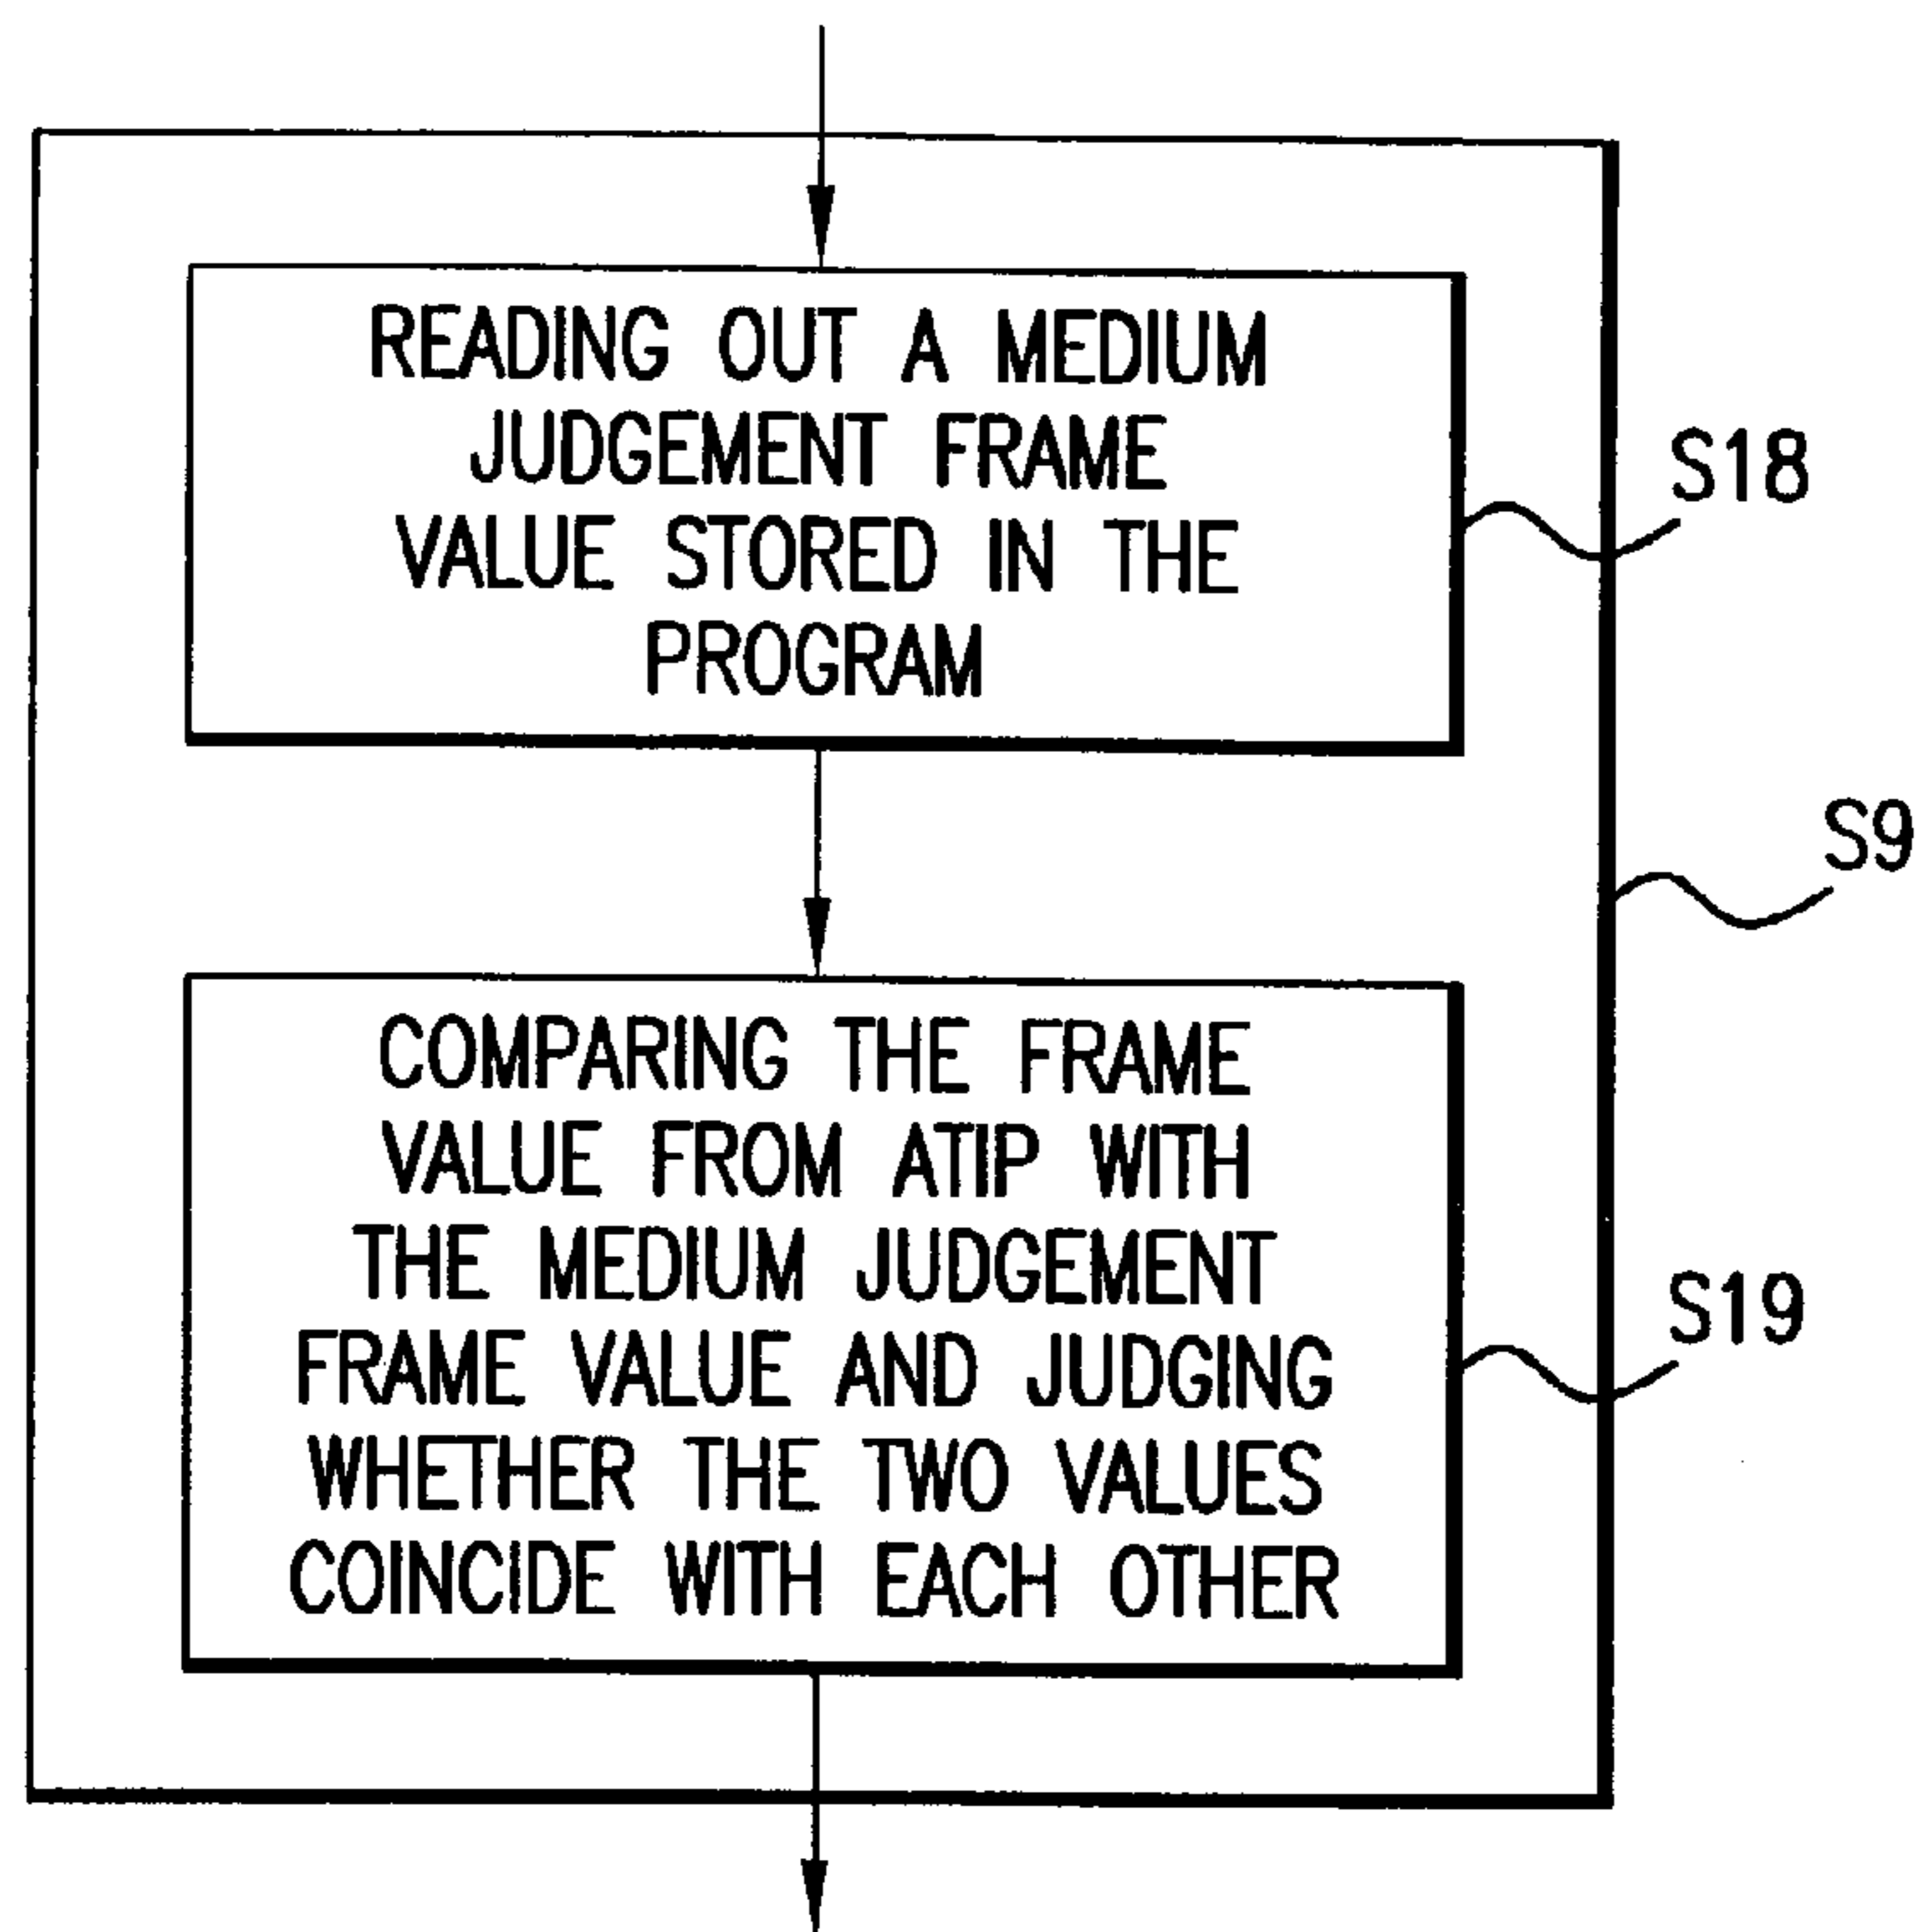 READING OUT A MEDIUM
JUDGEMENT FRAME
VALUE STORED IN THE
PROGRAM
S18
S9
COMPARING THE FRAME
VALUE FROM ATIP WITH
THE MEDIUM JUDGEMENT
FRAME VALUE AND JUDGING
WHETHER THE TWO VALUES
COINCIDE WITH EACH OTHER
S19